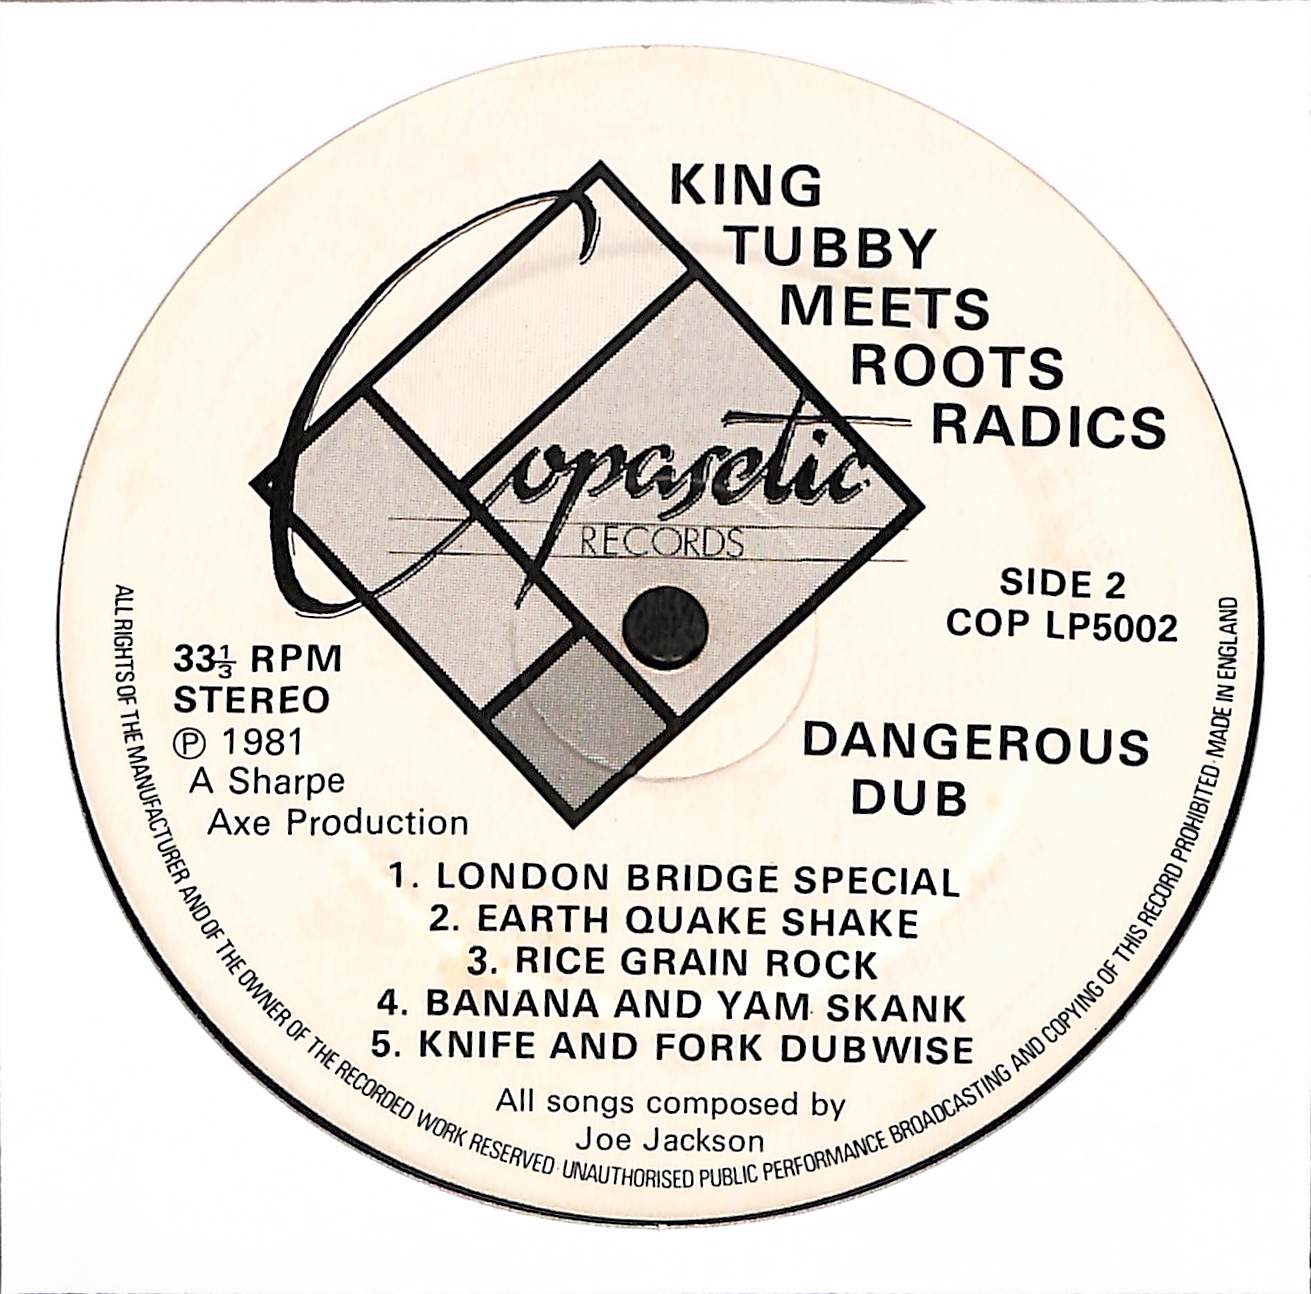 KING
TUBBY
MEETS
ROOTS
RADICS
Copasetic
RECORDS
SIDE 2
COP LP5002
33⅓ RPM
STEREO
℗ 1981
A Sharpe
Axe Production
DANGEROUS
DUB
1. LONDON BRIDGE SPECIAL
2. EARTH QUAKE SHAKE
3. RICE GRAIN ROCK
4. BANANA AND YAM SKANK
5. KNIFE AND FORK DUBWISE
All songs composed by
Joe Jackson
ALL RIGHTS OF THE MANUFACTURER AND OF THE OWNER OF THE RECORDED WORK RESERVED · UNAUTHORISED PUBLIC PERFORMANCE BROADCASTING AND COPYING OF THIS RECORD PROHIBITED · MADE IN ENGLAND